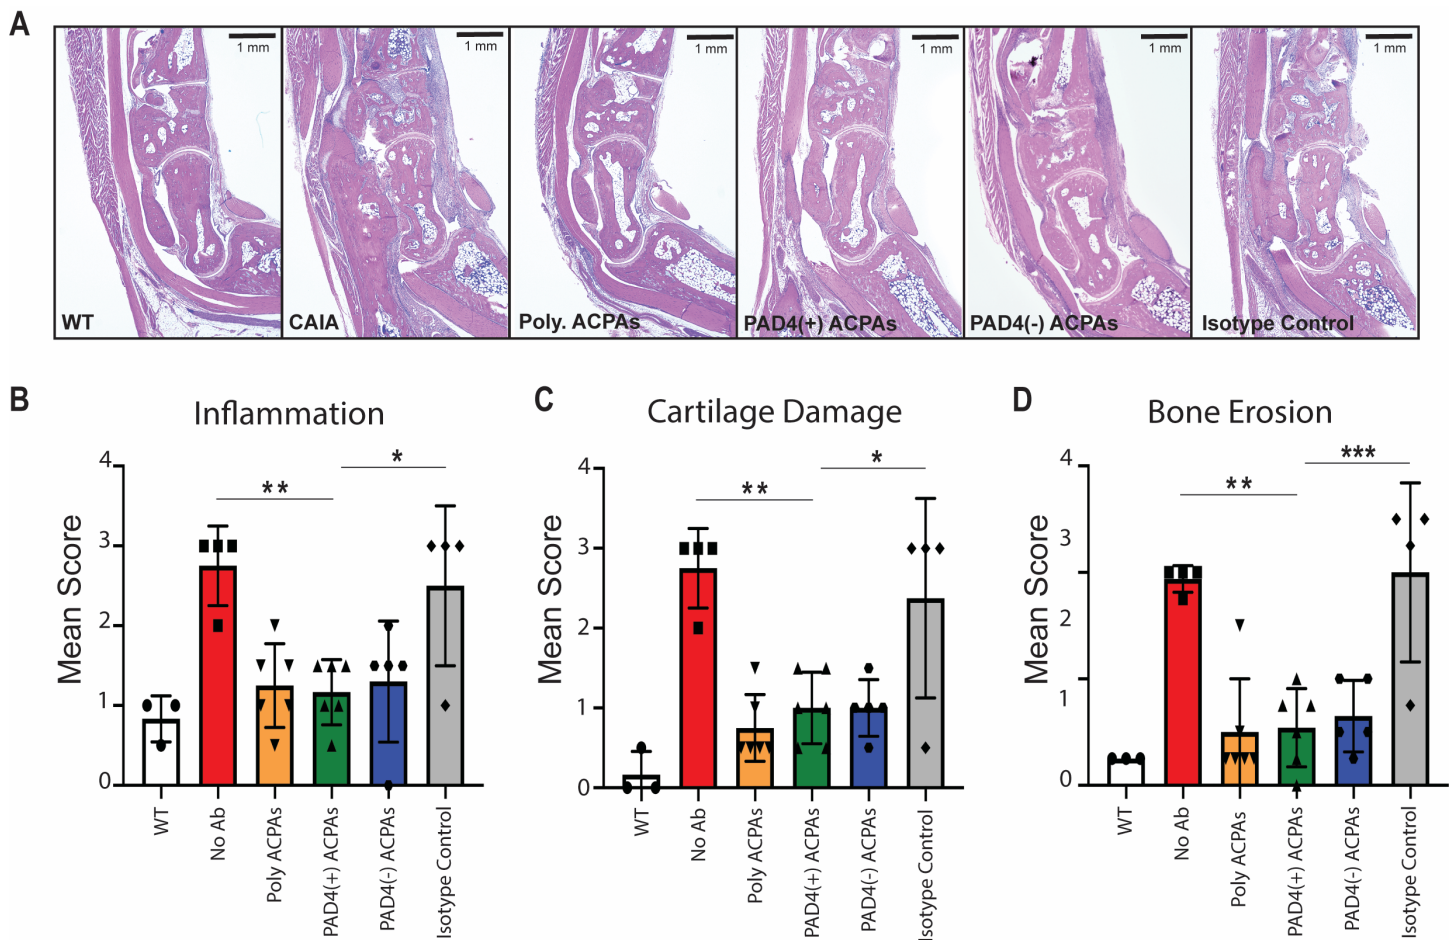 A
1 mm
1 mm
1 mm
1 mm
1 mm
1 mm
WT
CAIA
Poly. ACPAs
PAD4(+) ACPAs
PAD4(-) ACPAs
Isotype Control
B
Inflammation
Mean Score
4
3
2
1
0
**
*
WT
No Ab
Poly ACPAs
PAD4(+) ACPAs
PAD4(-) ACPAs
Isotype Control
C
Cartilage Damage
Mean Score
4
3
2
1
0
**
*
WT
No Ab
Poly ACPAs
PAD4(+) ACPAs
PAD4(-) ACPAs
Isotype Control
D
Bone Erosion
Mean Score
4
3
2
1
0
**
***
WT
No Ab
Poly ACPAs
PAD4(+) ACPAs
PAD4(-) ACPAs
Isotype Control